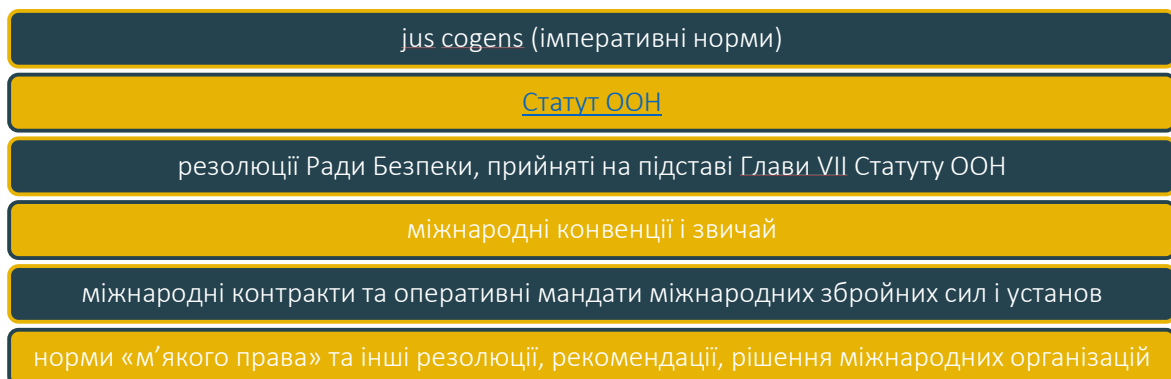 jus cogens (імперативні норми)
Статут ООН
резолюції Ради Безпеки, прийняті на підставі Глави VII Статуту ООН
міжнародні конвенції і звичай
міжнародні контракти та оперативні мандати міжнародних збройних сил і установ
норми «м’якого права» та інші резолюції, рекомендації, рішення міжнародних організацій